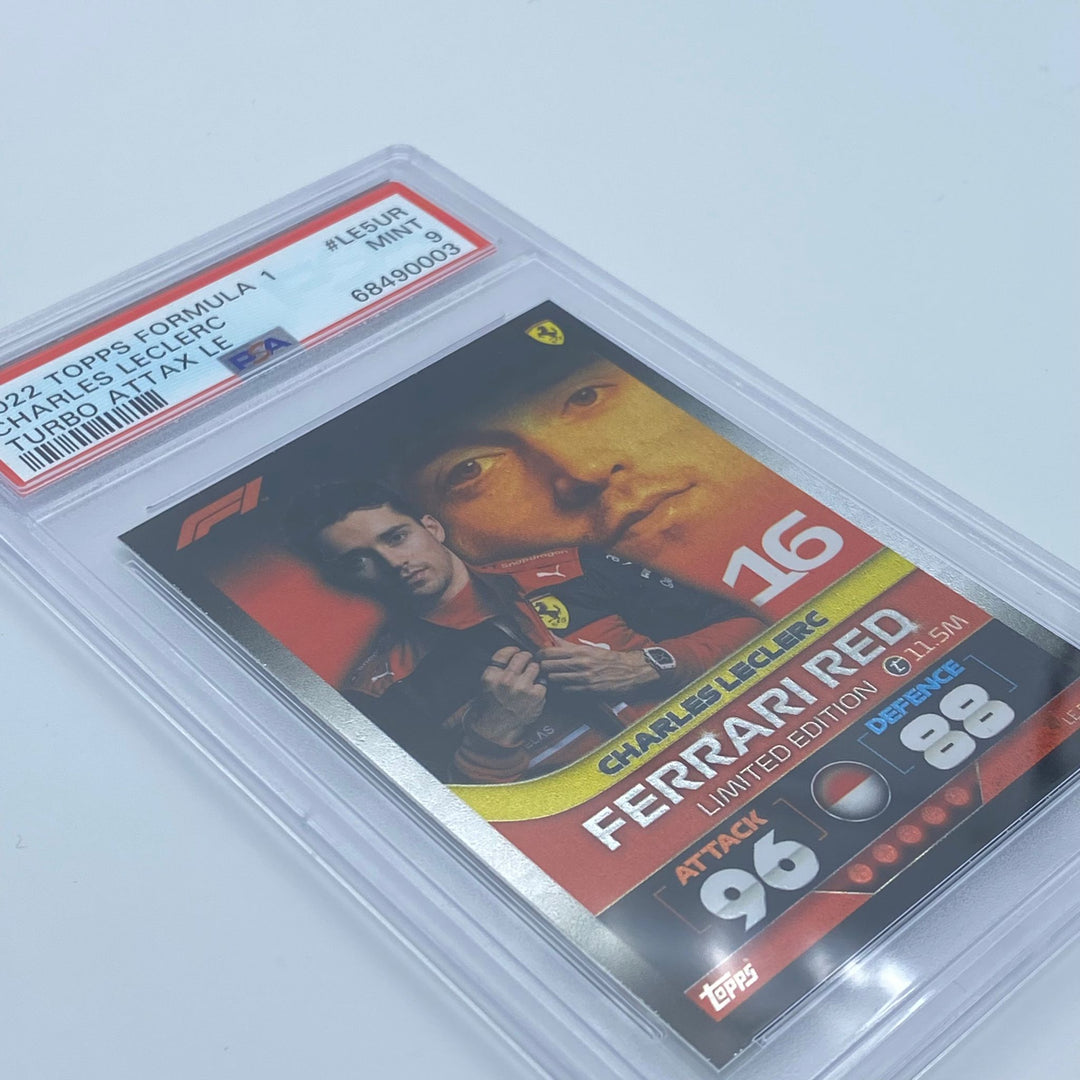 022 TOPPS FORMULA 1
CHARLES LECLERC
TURBO ATTAX LE
#LE5UR
MINT
9
68490003
PSA
F1
snapdragon
16
CHARLES LECLERC
FERRARI RED
LIMITED EDITION
11.5M
ATTACK
96
DEFENCE
88
topps